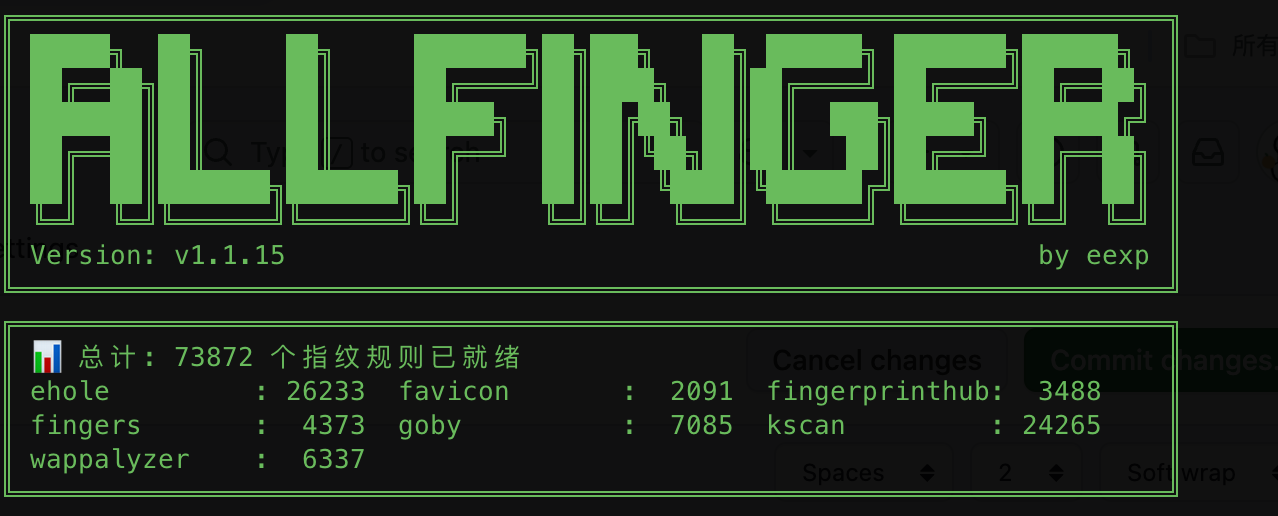 ALLFINGER
Version: v1.1.15 by eexp
📊 总计: 73872 个指纹规则已就绪
ehole : 26233 favicon : 2091 fingerprinthub: 3488
fingers : 4373 goby : 7085 kscan : 24265
wappalyzer : 6337
所有
Type / to search
ettings
Cancel changes Commit changes.
Spaces 2 Soft wrap